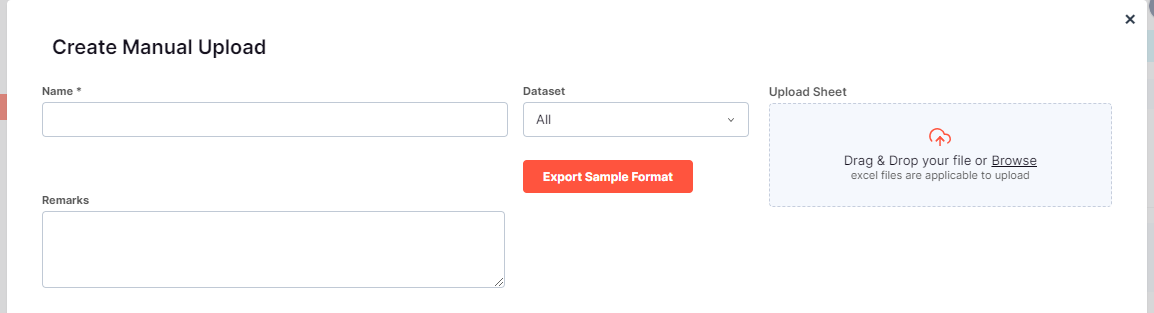 Create Manual Upload
Name *
Dataset
All
Export Sample Format
Upload Sheet
Drag & Drop your file or Browse
excel files are applicable to upload
Remarks